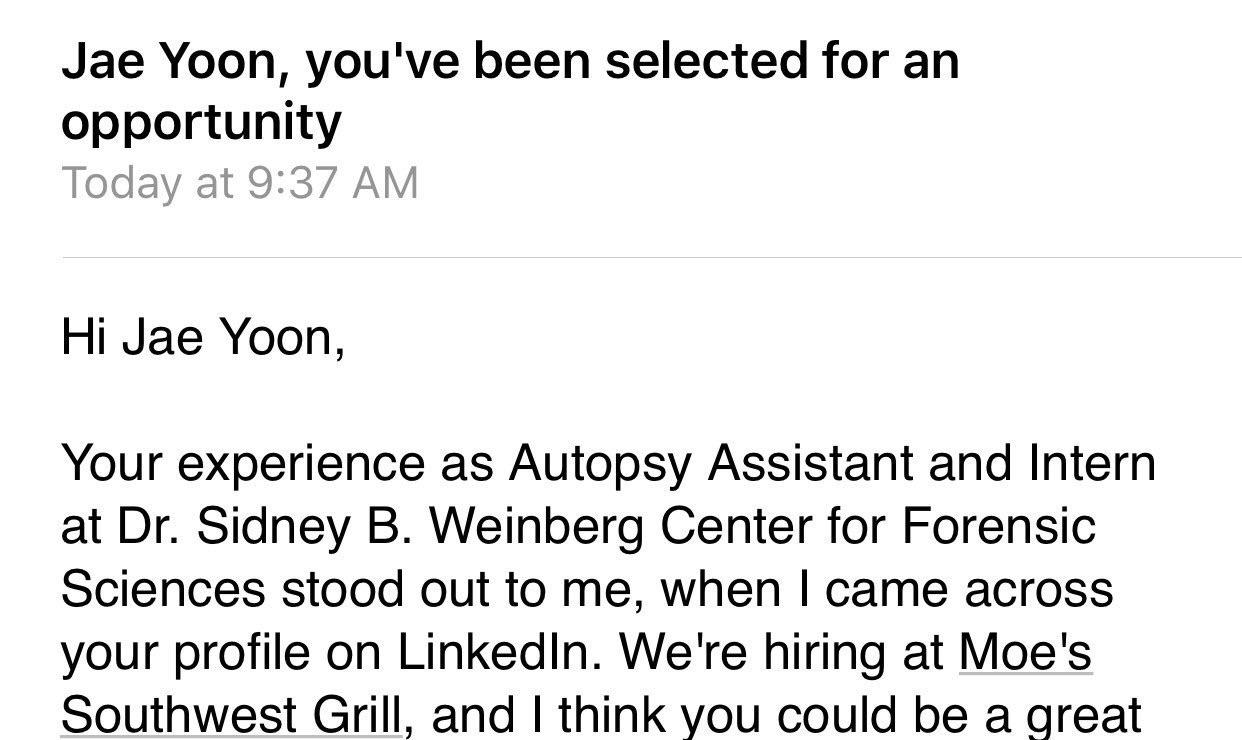 Jae Yoon, you've been selected for an
opportunity
Today at 9:37 AM
Hi Jae Yoon,
Your experience as Autopsy Assistant and Intern
at Dr. Sidney B. Weinberg Center for Forensic
Sciences stood out to me, when I came across
your profile on LinkedIn. We're hiring at Moe's
Southwest Grill, and I think you could be a great